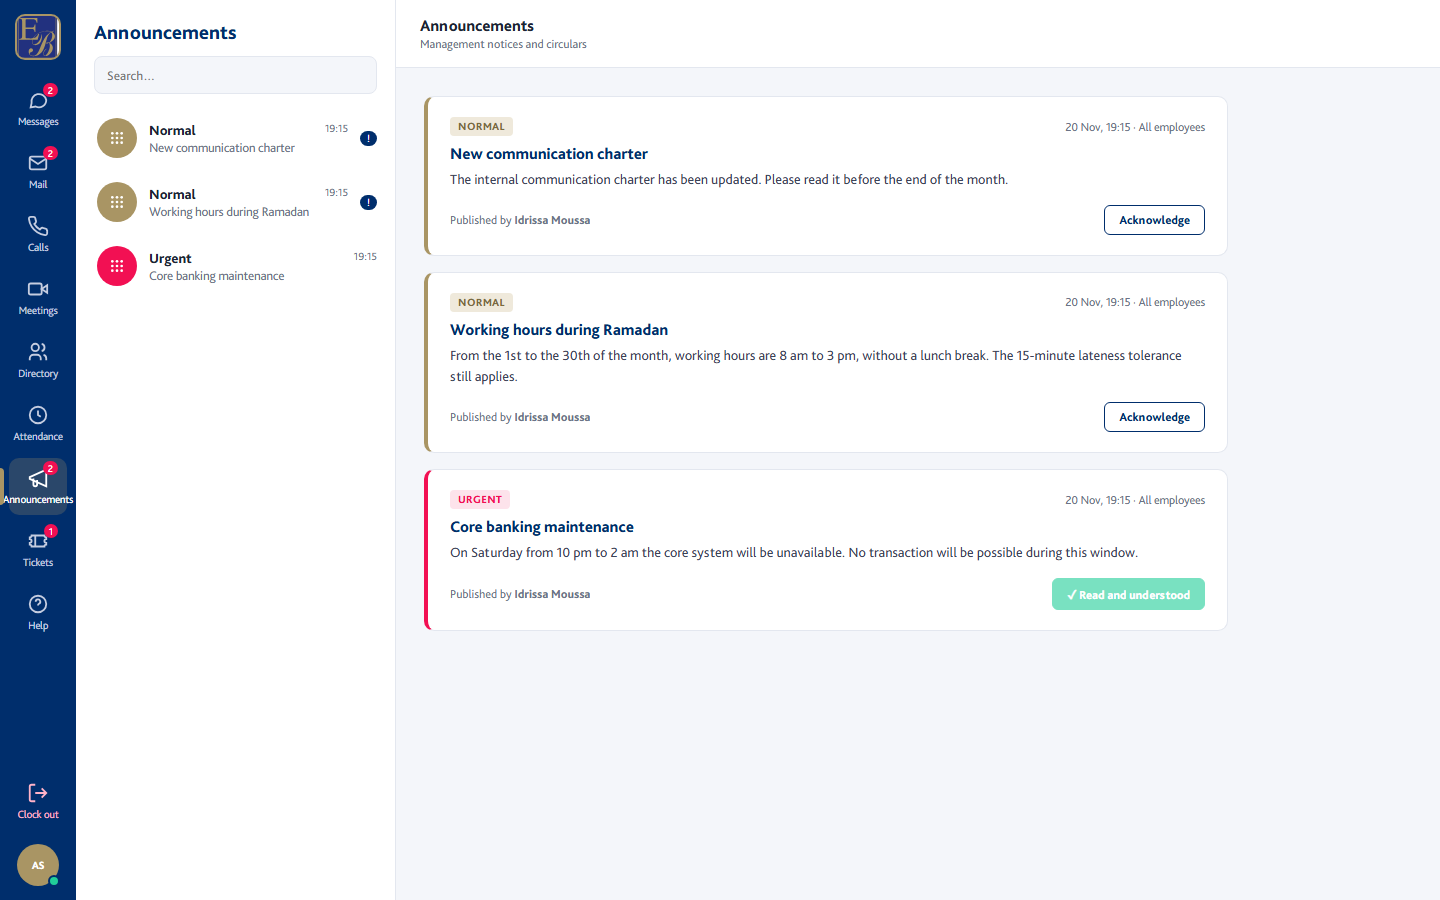 EB
2
Messages
2
Mail
Calls
Meetings
Directory
Attendance
2
Announcements
1
Tickets
Help
Clock out
AS
Announcements
Search...
Normal
19:15
New communication charter
!
Normal
19:15
Working hours during Ramadan
!
Urgent
19:15
Core banking maintenance
Announcements
Management notices and circulars
NORMAL
20 Nov, 19:15 · All employees
New communication charter
The internal communication charter has been updated. Please read it before the end of the month.
Published by Idrissa Moussa
Acknowledge
NORMAL
20 Nov, 19:15 · All employees
Working hours during Ramadan
From the 1st to the 30th of the month, working hours are 8 am to 3 pm, without a lunch break. The 15-minute lateness tolerance
still applies.
Published by Idrissa Moussa
Acknowledge
URGENT
20 Nov, 19:15 · All employees
Core banking maintenance
On Saturday from 10 pm to 2 am the core system will be unavailable. No transaction will be possible during this window.
Published by Idrissa Moussa
✓ Read and understood